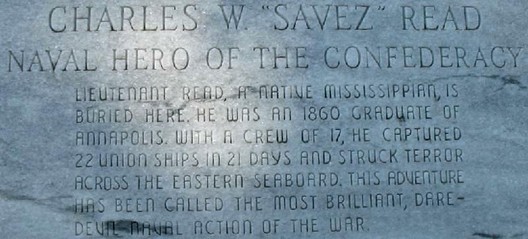 CHARLES W. "SAVEZ" READ
NAVAL HERO OF THE CONFEDERACY
LIEUTENANT READ, A NATIVE MISSISSIPPIAN, IS
BURIED HERE. HE WAS AN 1860 GRADUATE OF
ANNAPOLIS. WITH A CREW OF 17, HE CAPTURED
22 UNION SHIPS IN 21 DAYS AND STRUCK TERROR
ACROSS THE EASTERN SEABOARD. THIS ADVENTURE
HAS BEEN CALLED THE MOST BRILLIANT, DARE-
DEVIL NAVAL ACTION OF THE WAR.